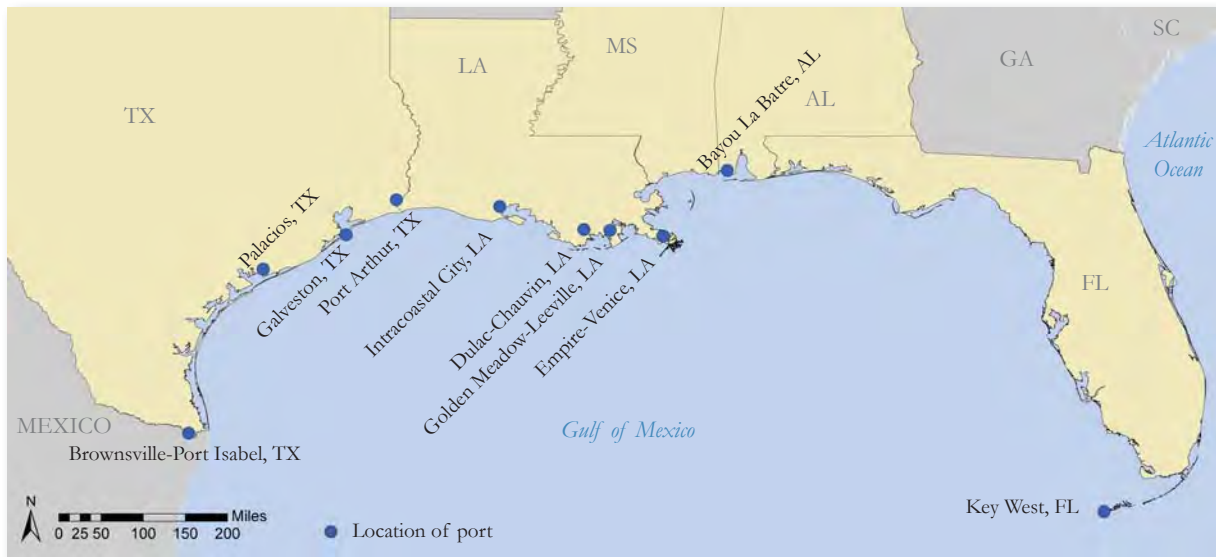 SC
MS
GA
LA
AL
TX
Bayou La Batre, AL
Atlantic
Ocean
Palacios, TX
Galveston, TX
Port Arthur, TX
Intracoastal City, LA
Dulac-Chauvin, LA
Golden Meadow-Leeville, LA
Empire-Venice, LA
FL
MEXICO
Gulf of Mexico
Brownsville-Port Isabel, TX
Key West, FL
N
Miles
0 25 50 100 150 200
Location of port